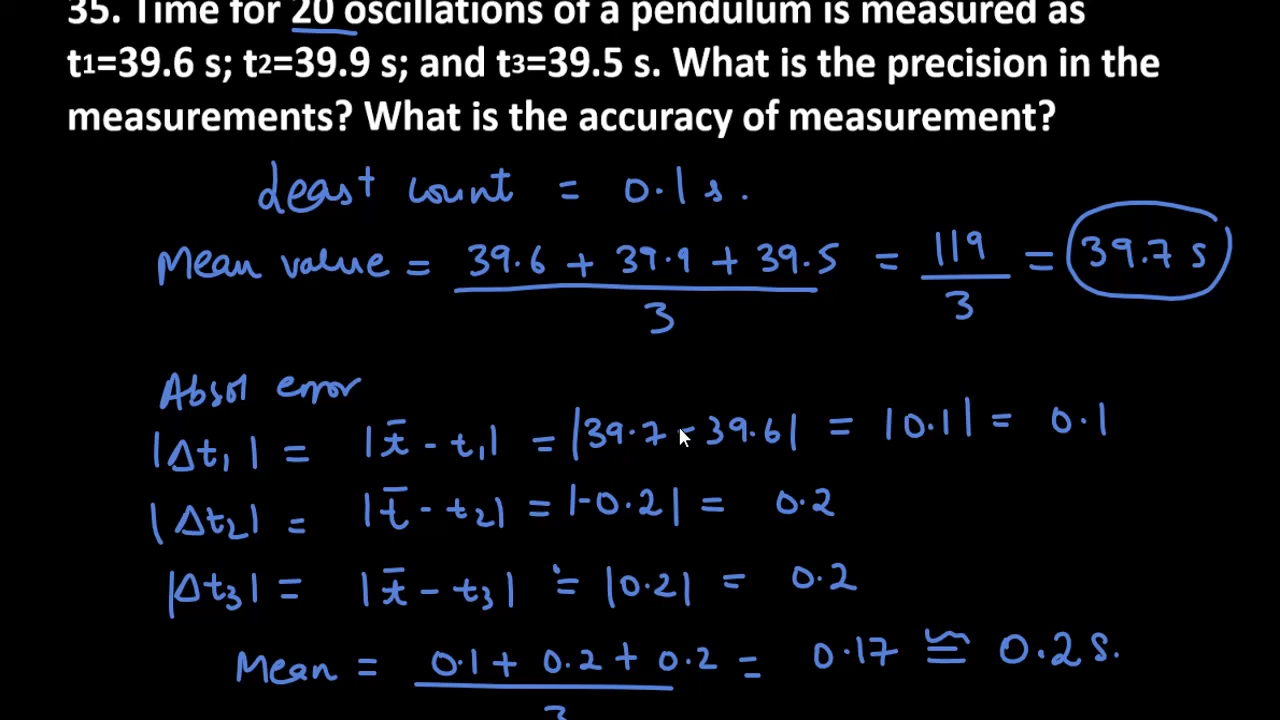 35. Time for 20 oscillations of a pendulum is measured as
t1=39.6 s; t2=39.9 s; and t3=39.5 s. What is the precision in the
measurements? What is the accuracy of measurement?
Least count = 0.1 s.
Mean value = 39.6 + 39.9 + 39.5 / 3 = 119 / 3 = 39.7 s
Absol error
|Δt₁| = |t̄ - t₁| = |39.7 - 39.6| = |0.1| = 0.1
|Δt₂| = |t̄ - t₂| = |-0.2| = 0.2
|Δt₃| = |t̄ - t₃| = |0.2| = 0.2
Mean = 0.1 + 0.2 + 0.2 / 3 = 0.17 ≅ 0.2 s.